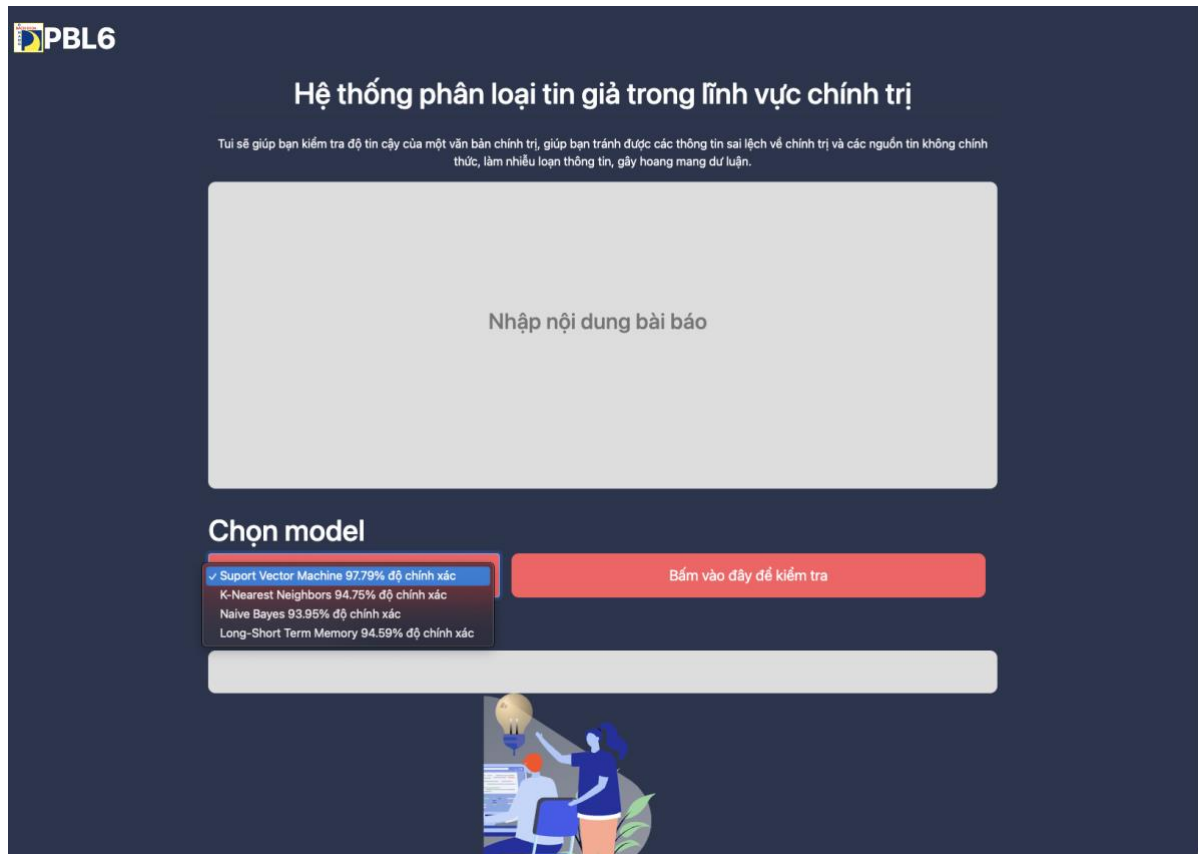 PBL6
Hệ thống phân loại tin giả trong lĩnh vực chính trị
Tui sẽ giúp bạn kiểm tra độ tin cậy của một văn bản chính trị, giúp bạn tránh được các thông tin sai lệch về chính trị và các nguồn tin không chính
thức, làm nhiễu loạn thông tin, gây hoang mang dư luận.
Nhập nội dung bài báo
Chọn model
✓ Suport Vector Machine 97.79% độ chính xác
K-Nearest Neighbors 94.75% độ chính xác
Naive Bayes 93.95% độ chính xác
Long-Short Term Memory 94.59% độ chính xác
Bấm vào đây để kiểm tra